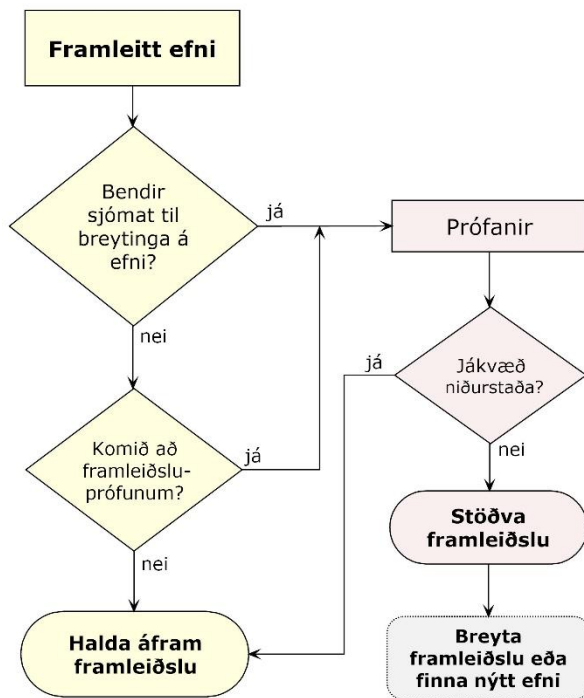 Framleitt efni
Bendir
sjómat til
breytinga á
efni?
já
nei
Komið að
framleiðslu-
prófunum?
já
nei
Halda áfram
framleiðslu
Prófanir
Jákvæð
niðurstaða?
já
nei
Stöðva
framleiðslu
Breyta
framleiðslu eða
finna nýtt efni